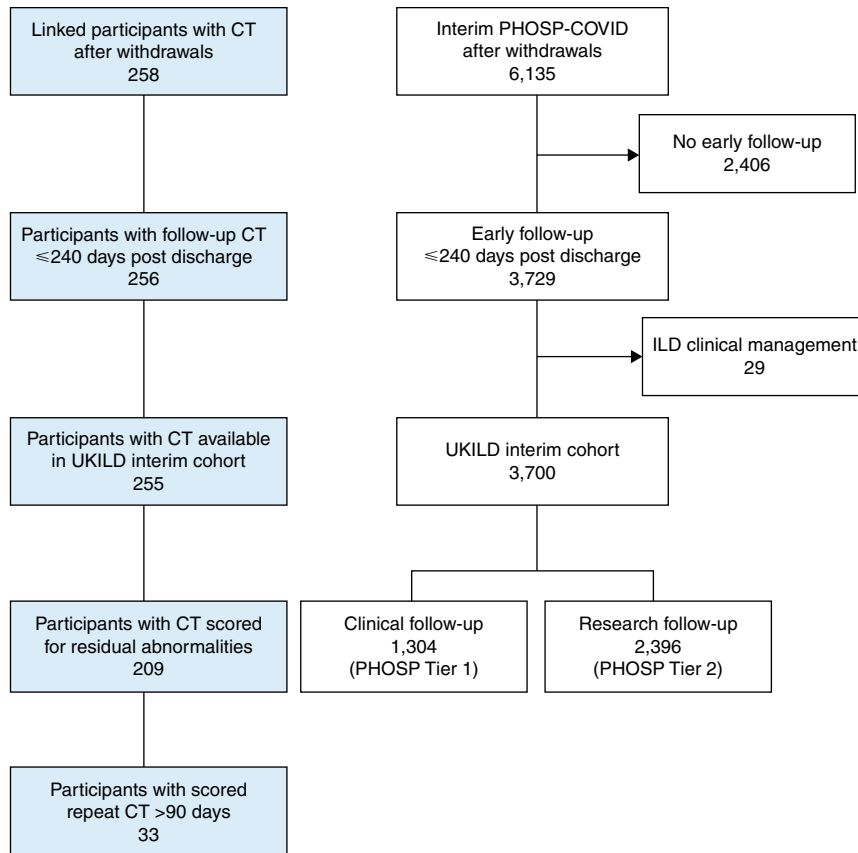 Linked participants with CT
after withdrawals
258
Interim PHOSP-COVID
after withdrawals
6,135
No early follow-up
2,406
Participants with follow-up CT
⩽240 days post discharge
256
Early follow-up
⩽240 days post discharge
3,729
ILD clinical management
29
Participants with CT available
in UKILD interim cohort
255
UKILD interim cohort
3,700
Participants with CT scored
for residual abnormalities
209
Clinical follow-up
1,304
(PHOSP Tier 1)
Research follow-up
2,396
(PHOSP Tier 2)
Participants with scored
repeat CT >90 days
33